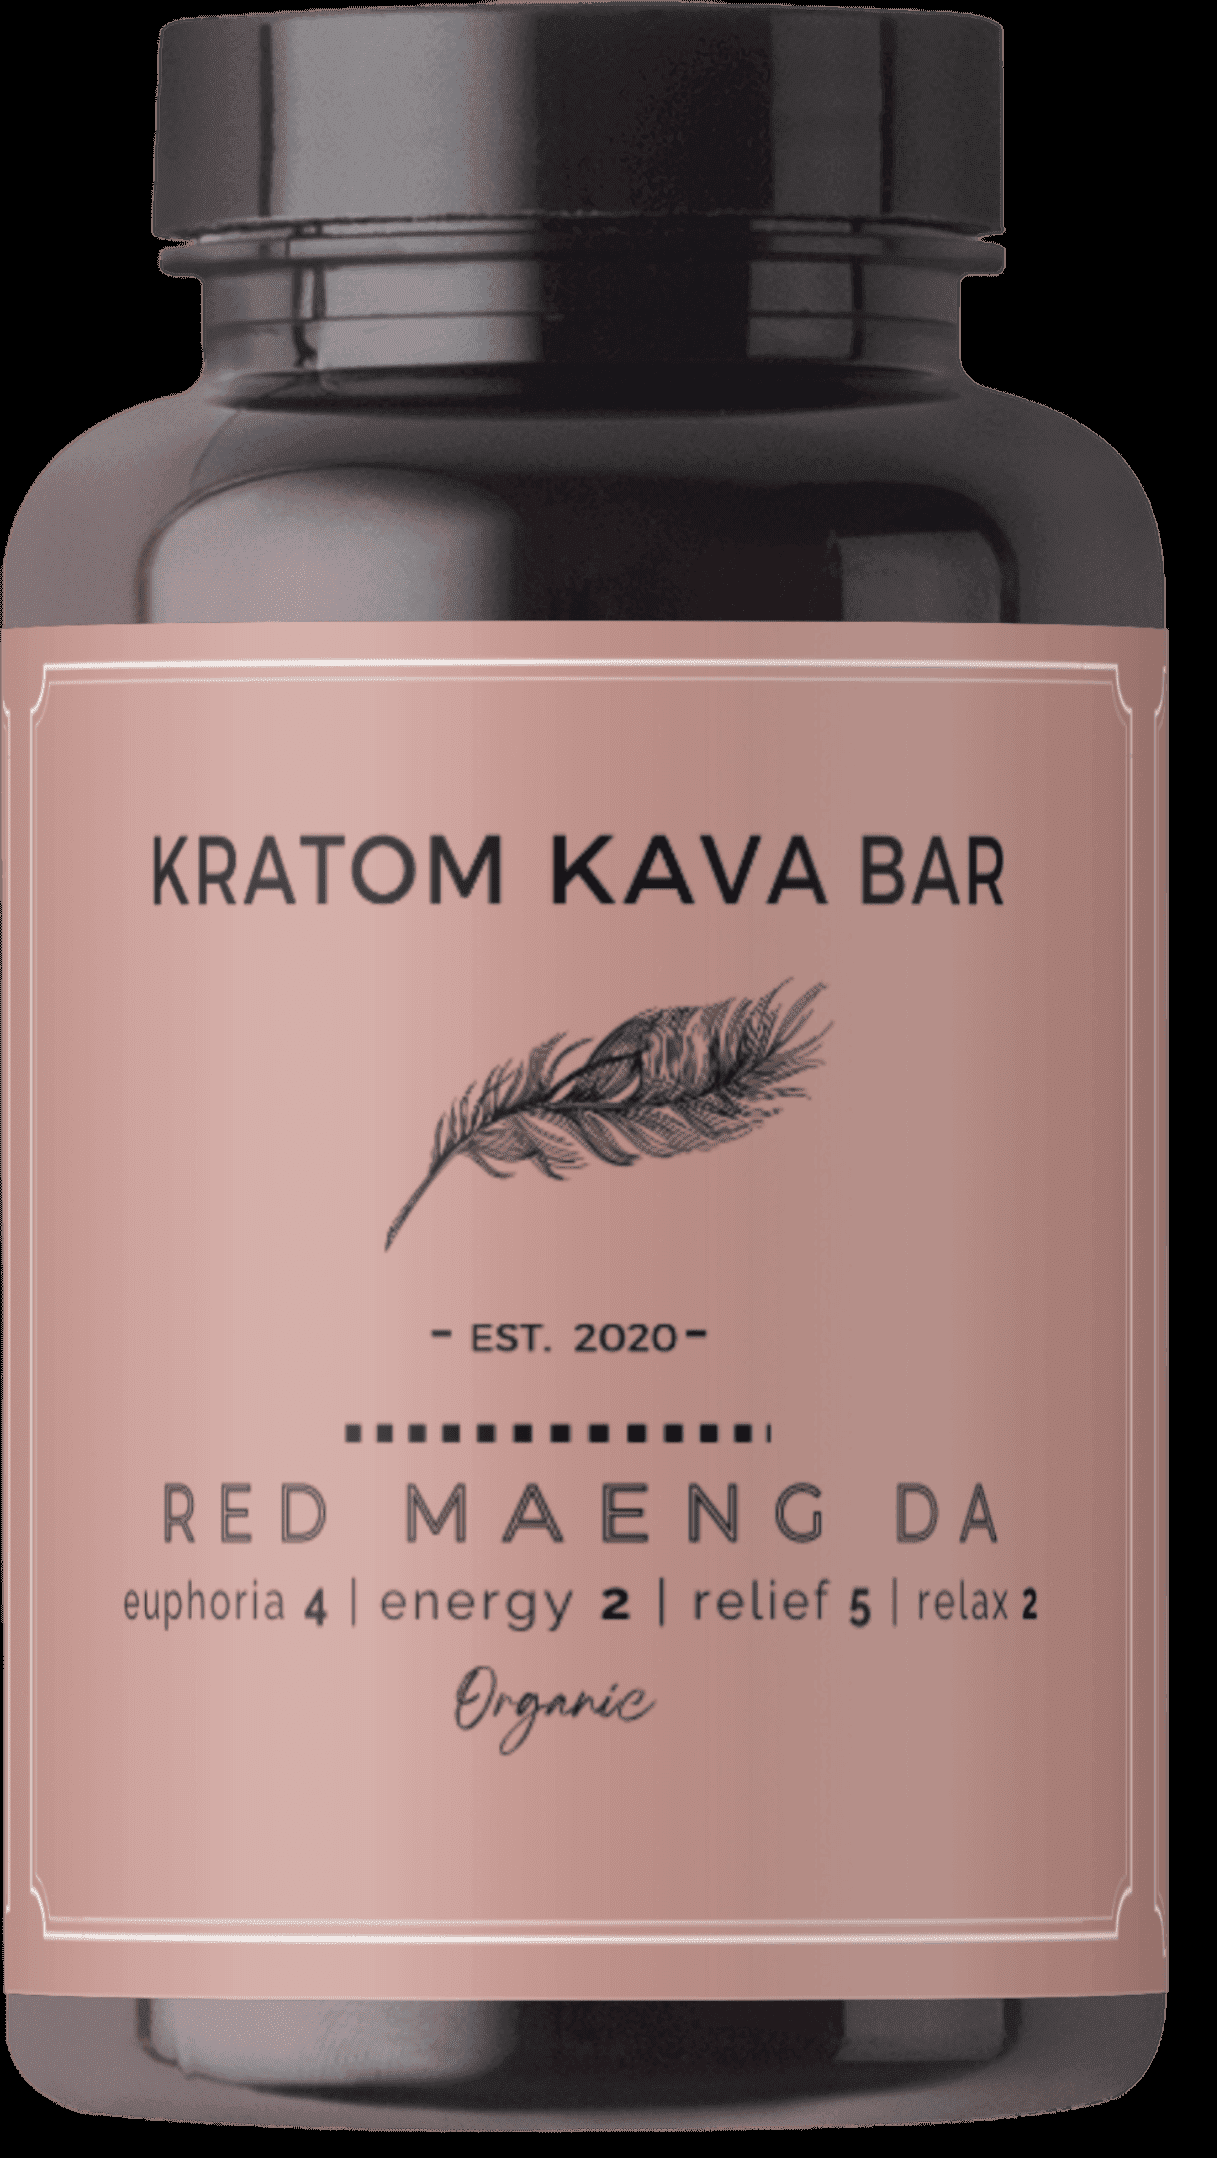 KRATOM KAVA BAR
- EST. 2020 -
RED MAENG DA
euphoria 4 | energy 2 | relief 5 | relax 2
Organic